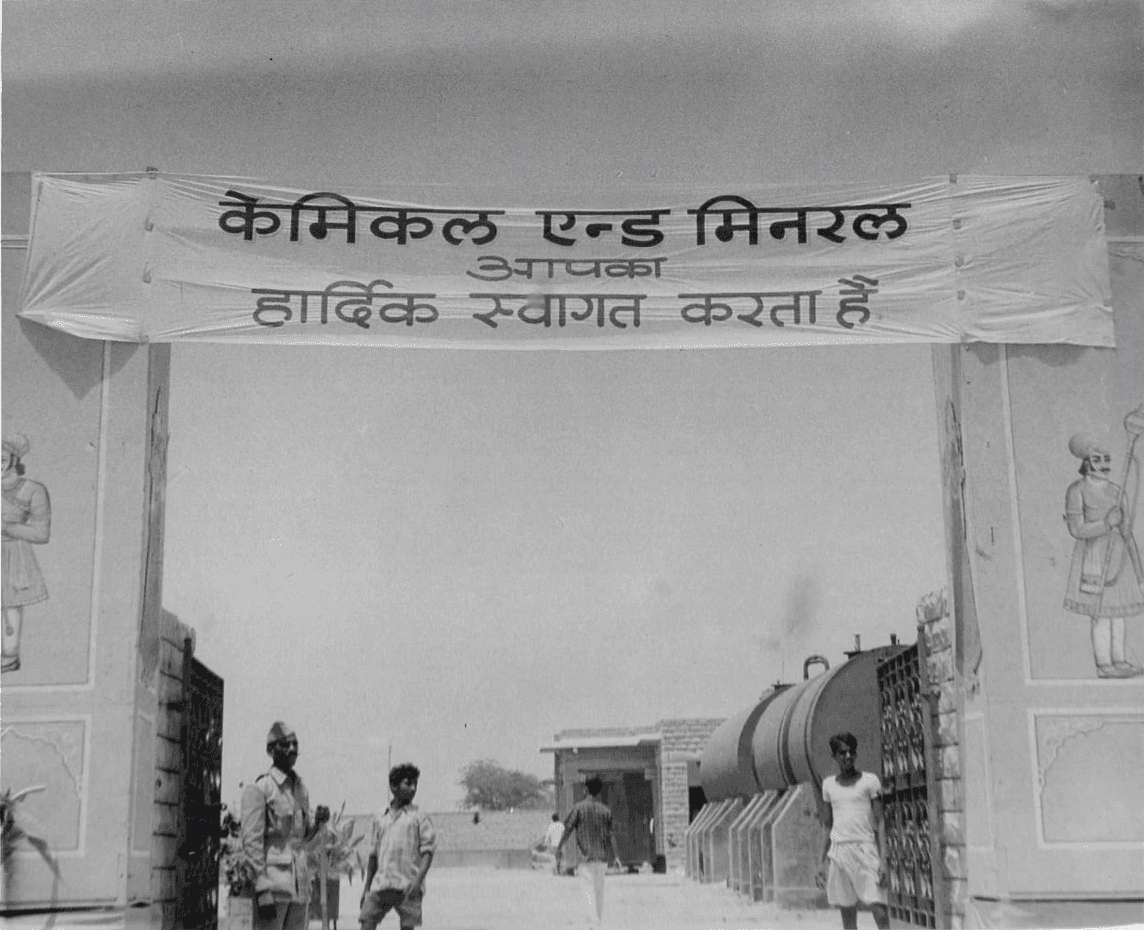 केमिकल एन्ड मिनरल
आपका
हार्दिक स्वागत करता हैं